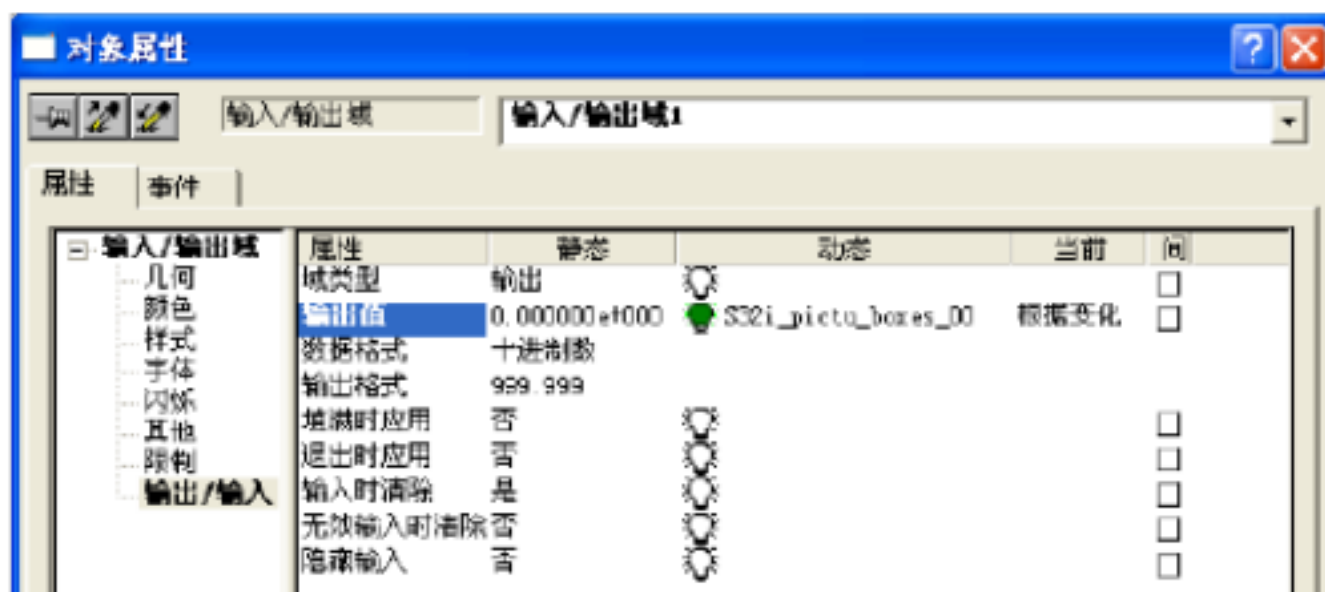 对象属性
输入/输出域 输入/输出域1
属性 事件
输入/输出域
几何
颜色
样式
字体
闪烁
其他
限制
输出/输入
属性 静态 动态 当前 间
域类型 输出
输出值 0.000000e+000 S32i_pictu_boxes_00 根据变化
数据格式 十进制数
输出格式 999.999
填满时应用 否
退出时应用 否
输入时清除 是
无效输入时清除 否
隐藏输入 否